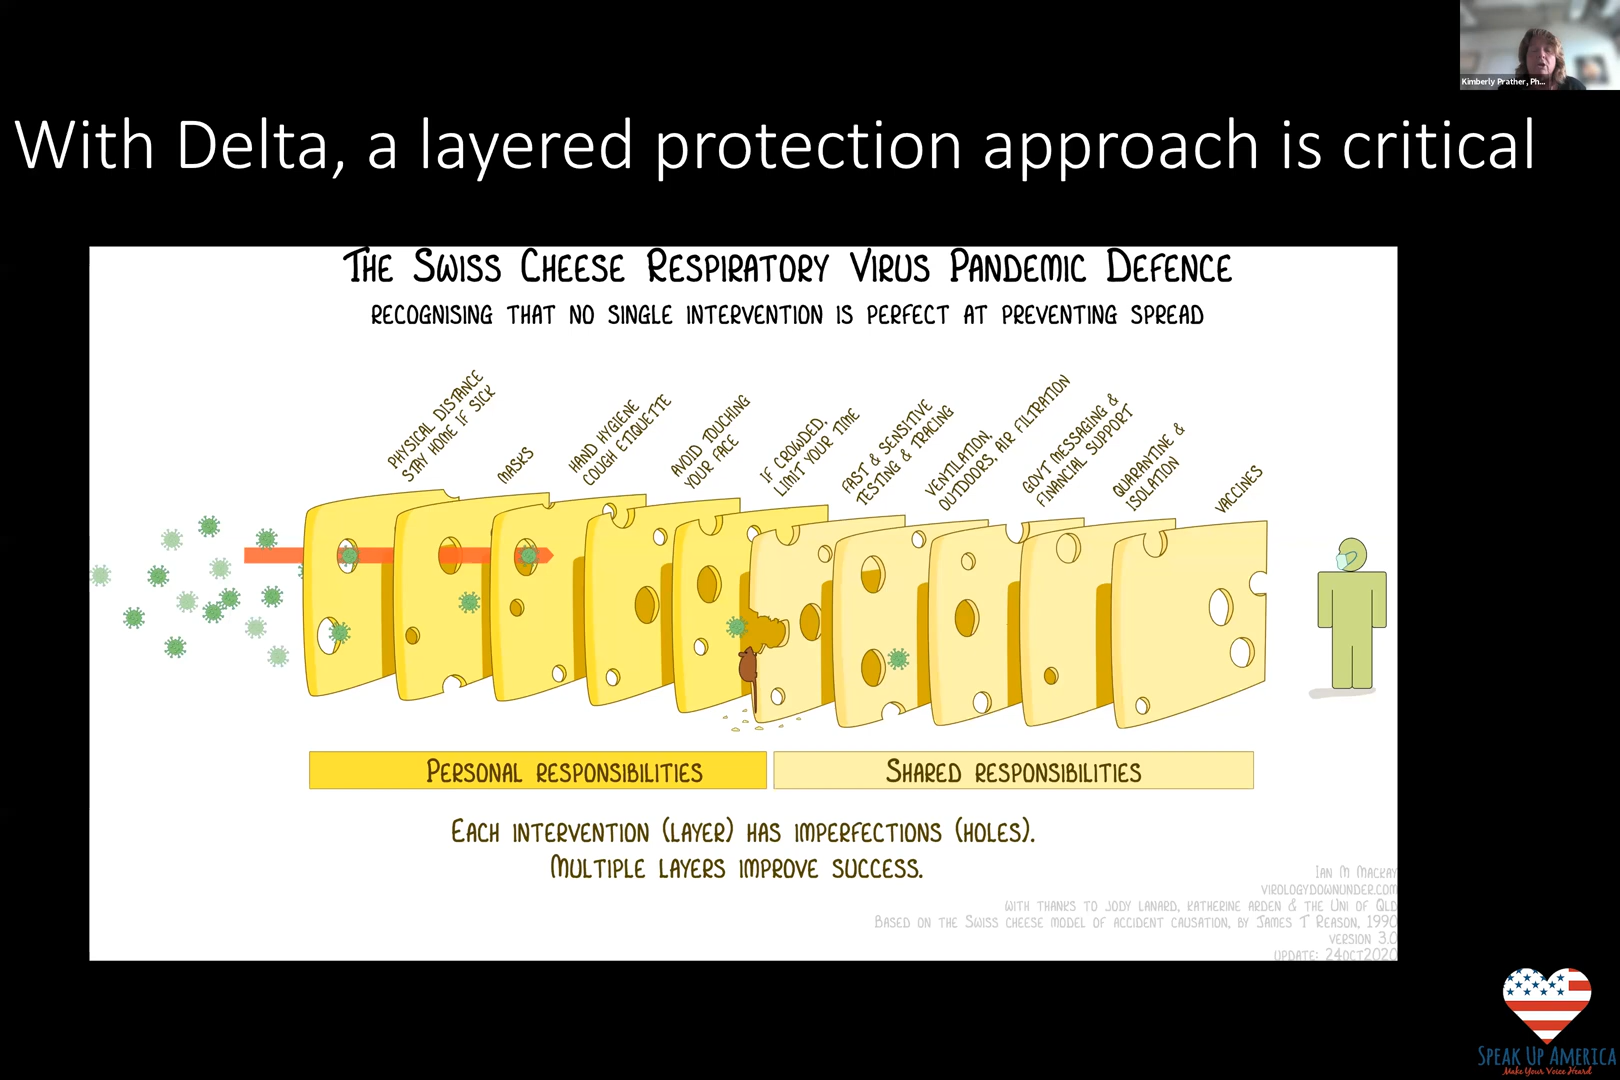 Kimberly Prather, Ph...
With Delta, a layered protection approach is critical
The Swiss Cheese Respiratory Virus Pandemic Defence
recognising that no single intervention is perfect at preventing spread
Physical distance
stay home if sick
Masks
Hand hygiene
cough etiquette
Avoid touching
your face
If crowded,
limit your time
Fast & sensitive
testing & tracing
Ventilation,
outdoors, air filtration
Govt messaging &
financial support
Quarantine &
isolation
Vaccines
Personal responsibilities
Shared responsibilities
Each intervention (layer) has imperfections (holes).
Multiple layers improve success.
Ian M Mackay
virologydownunder.com
with thanks to Jody Lanard, Katherine Arden & the Uni of Qld
Based on the Swiss cheese model of accident causation, by James T Reason, 1990
version 3.0
update: 24Oct2020
Speak Up America
Make Your Voice Heard